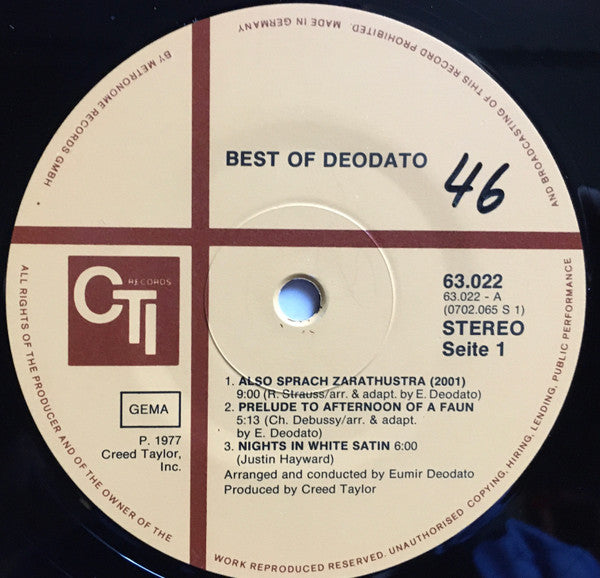 BEST OF DEODATO
46
CTI
RECORDS
63.022
63.022 - A
(0702.065 S 1)
STEREO
Seite 1
GEMA
P. 1977
Creed Taylor,
Inc.
1. ALSO SPRACH ZARATHUSTRA (2001)
9:00 (R. Strauss/arr. & adapt. by E. Deodato)
2. PRELUDE TO AFTERNOON OF A FAUN
5:13 (Ch. Debussy/arr. & adapt.
by E. Deodato)
3. NIGHTS IN WHITE SATIN 6:00
(Justin Hayward)
Arranged and conducted by Eumir Deodato
Produced by Creed Taylor
ALL RIGHTS OF THE PRODUCER AND OF THE OWNER OF THE WORK REPRODUCED RESERVED. UNAUTHORISED COPYING, HIRING, LENDING, PUBLIC PERFORMANCE AND BROADCASTING OF THIS RECORD PROHIBITED. MADE IN GERMANY BY METRONOME RECORDS GMBH